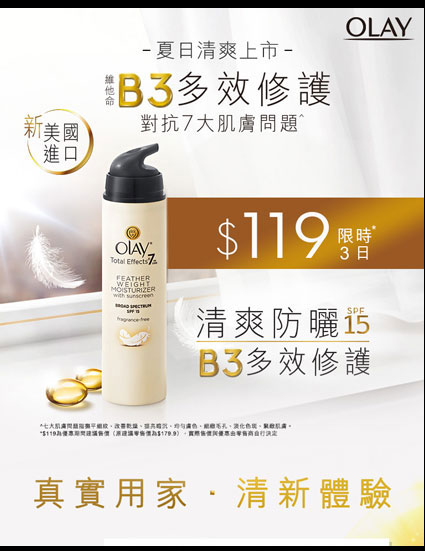 OLAY
- 夏日清爽上市 -
維他命 B3多效修護
對抗7大肌膚問題^
新美國
進口
OLAY®
Total Effects 7
FEATHER
WEIGHT
MOISTURIZER
with sunscreen
BROAD SPECTRUM
SPF 15
fragrance-free
$119 限時*
3日
清爽防曬 SPF 15
B3多效修護
^七大肌膚問題指撫平細紋、改善乾燥、提亮暗沉、均勻膚色、細緻毛孔、淡化色斑、緊緻肌膚。
*$119為優惠期間建議售價(原建議零售價為$179.9),實際售價與優惠由零售商自行決定
真實用家·清新體驗